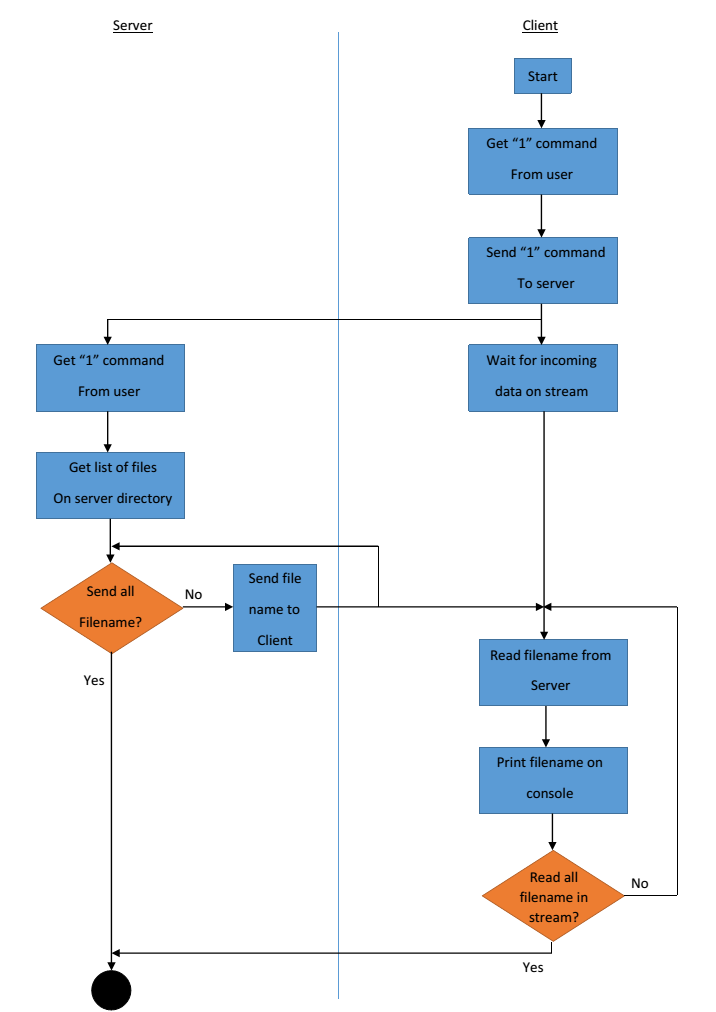 Server
Client
Start
Get “1” command
From user
Send “1” command
To server
Get “1” command
From user
Wait for incoming
data on stream
Get list of files
On server directory
Send all
Filename?
No
Send file
name to
Client
Yes
Read filename from
Server
Print filename on
console
Read all
filename in
stream?
No
Yes